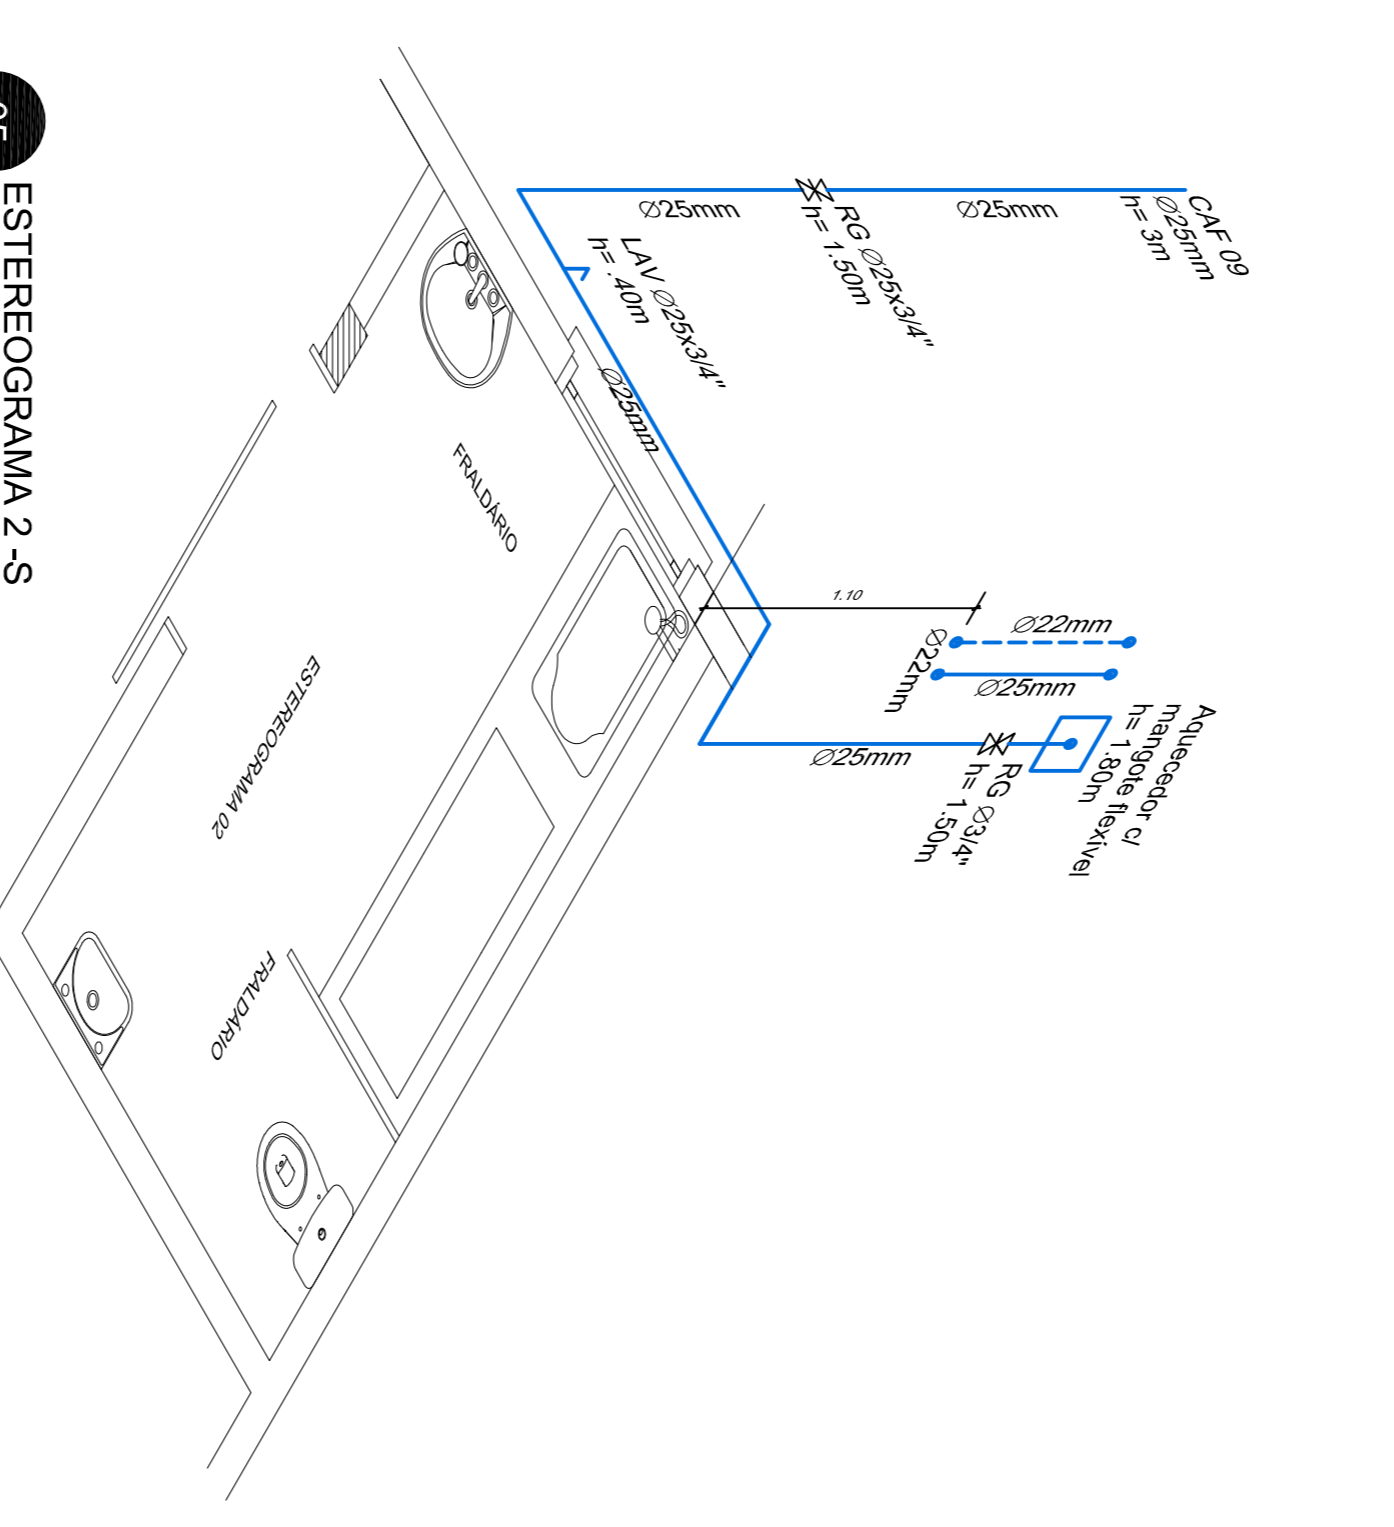 ESTEREOGRAMA 2 -S
CAF 09
Ø25mm
h= 3m
Ø25mm
RG Ø25x3/4"
h= 1.50m
Ø25mm
LAV Ø25x3/4"
h= .40m
Ø25mm
FRALDÁRIO
1.10
Ø22mm
Ø22mm
Ø25mm
Aquecedor c/
mangote flexivel
h= 1.80m
RG Ø3/4"
h= 1.50m
Ø25mm
ESTEREOGRAMA 02
FRALDÁRIO